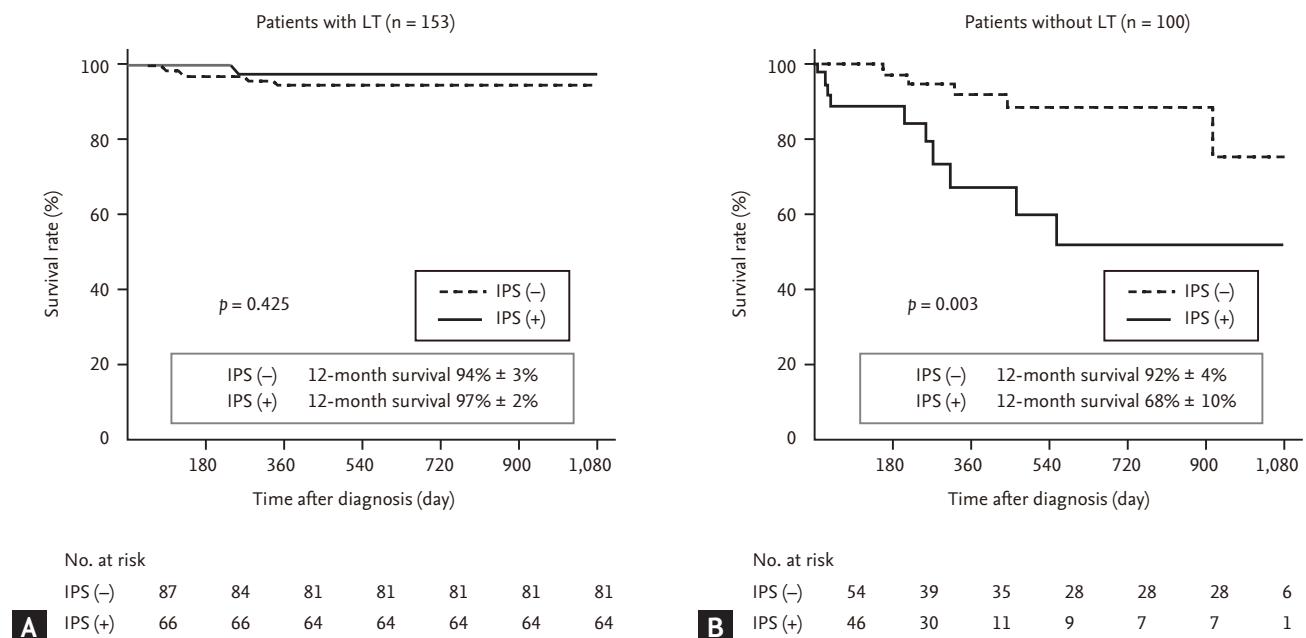 Patients with LT (n = 153)
100
80
60
40
20
0
Survival rate (%)
p = 0.425
IPS (–)
IPS (+)
IPS (–) 12-month survival 94% ± 3%
IPS (+) 12-month survival 97% ± 2%
180 360 540 720 900 1,080
Time after diagnosis (day)
No. at risk
IPS (–) 87 84 81 81 81 81 81
IPS (+) 66 66 64 64 64 64 64
A
Patients without LT (n = 100)
100
80
60
40
20
0
Survival rate (%)
p = 0.003
IPS (–)
IPS (+)
IPS (–) 12-month survival 92% ± 4%
IPS (+) 12-month survival 68% ± 10%
180 360 540 720 900 1,080
Time after diagnosis (day)
No. at risk
IPS (–) 54 39 35 28 28 28 6
IPS (+) 46 30 11 9 7 7 1
B